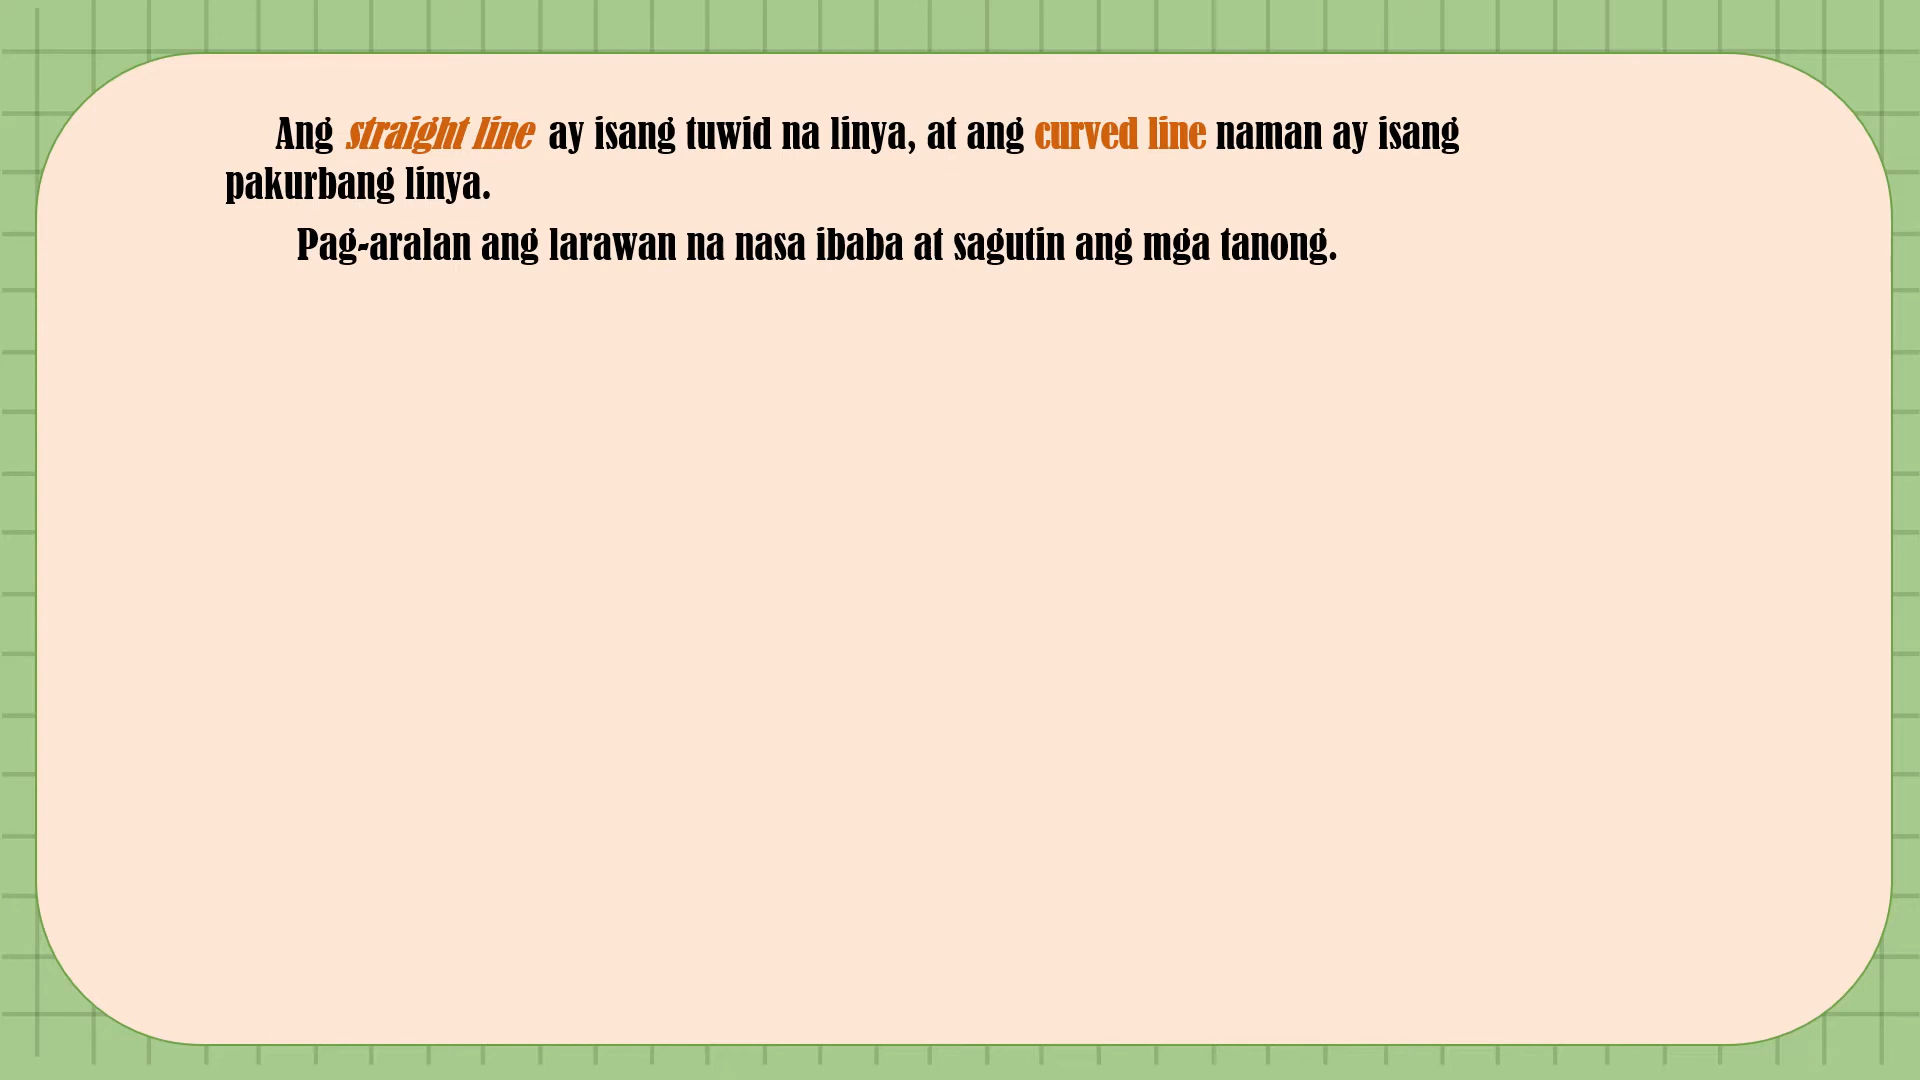 Ang straight line ay isang tuwid na linya, at ang curved line naman ay isang
pakurbang linya.
Pag-aralan ang larawan na nasa ibaba at sagutin ang mga tanong.